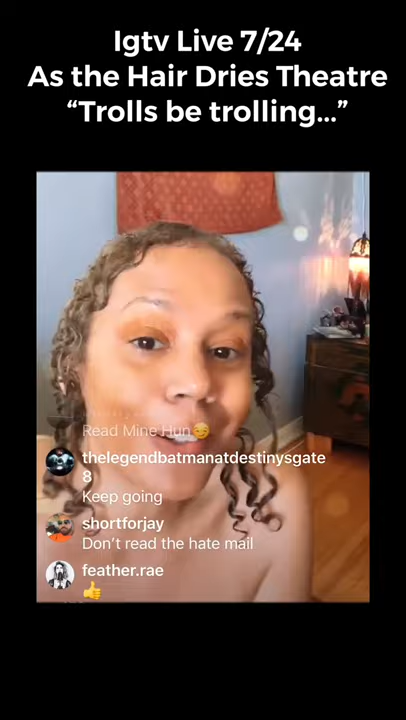 Igtv Live 7/24
As the Hair Dries Theatre
“Trolls be trolling...”
Read Mine Hun😏
thelegendbatmanatdestinysgate
8
Keep going
shortforjay
Don’t read the hate mail
feather.rae
👍